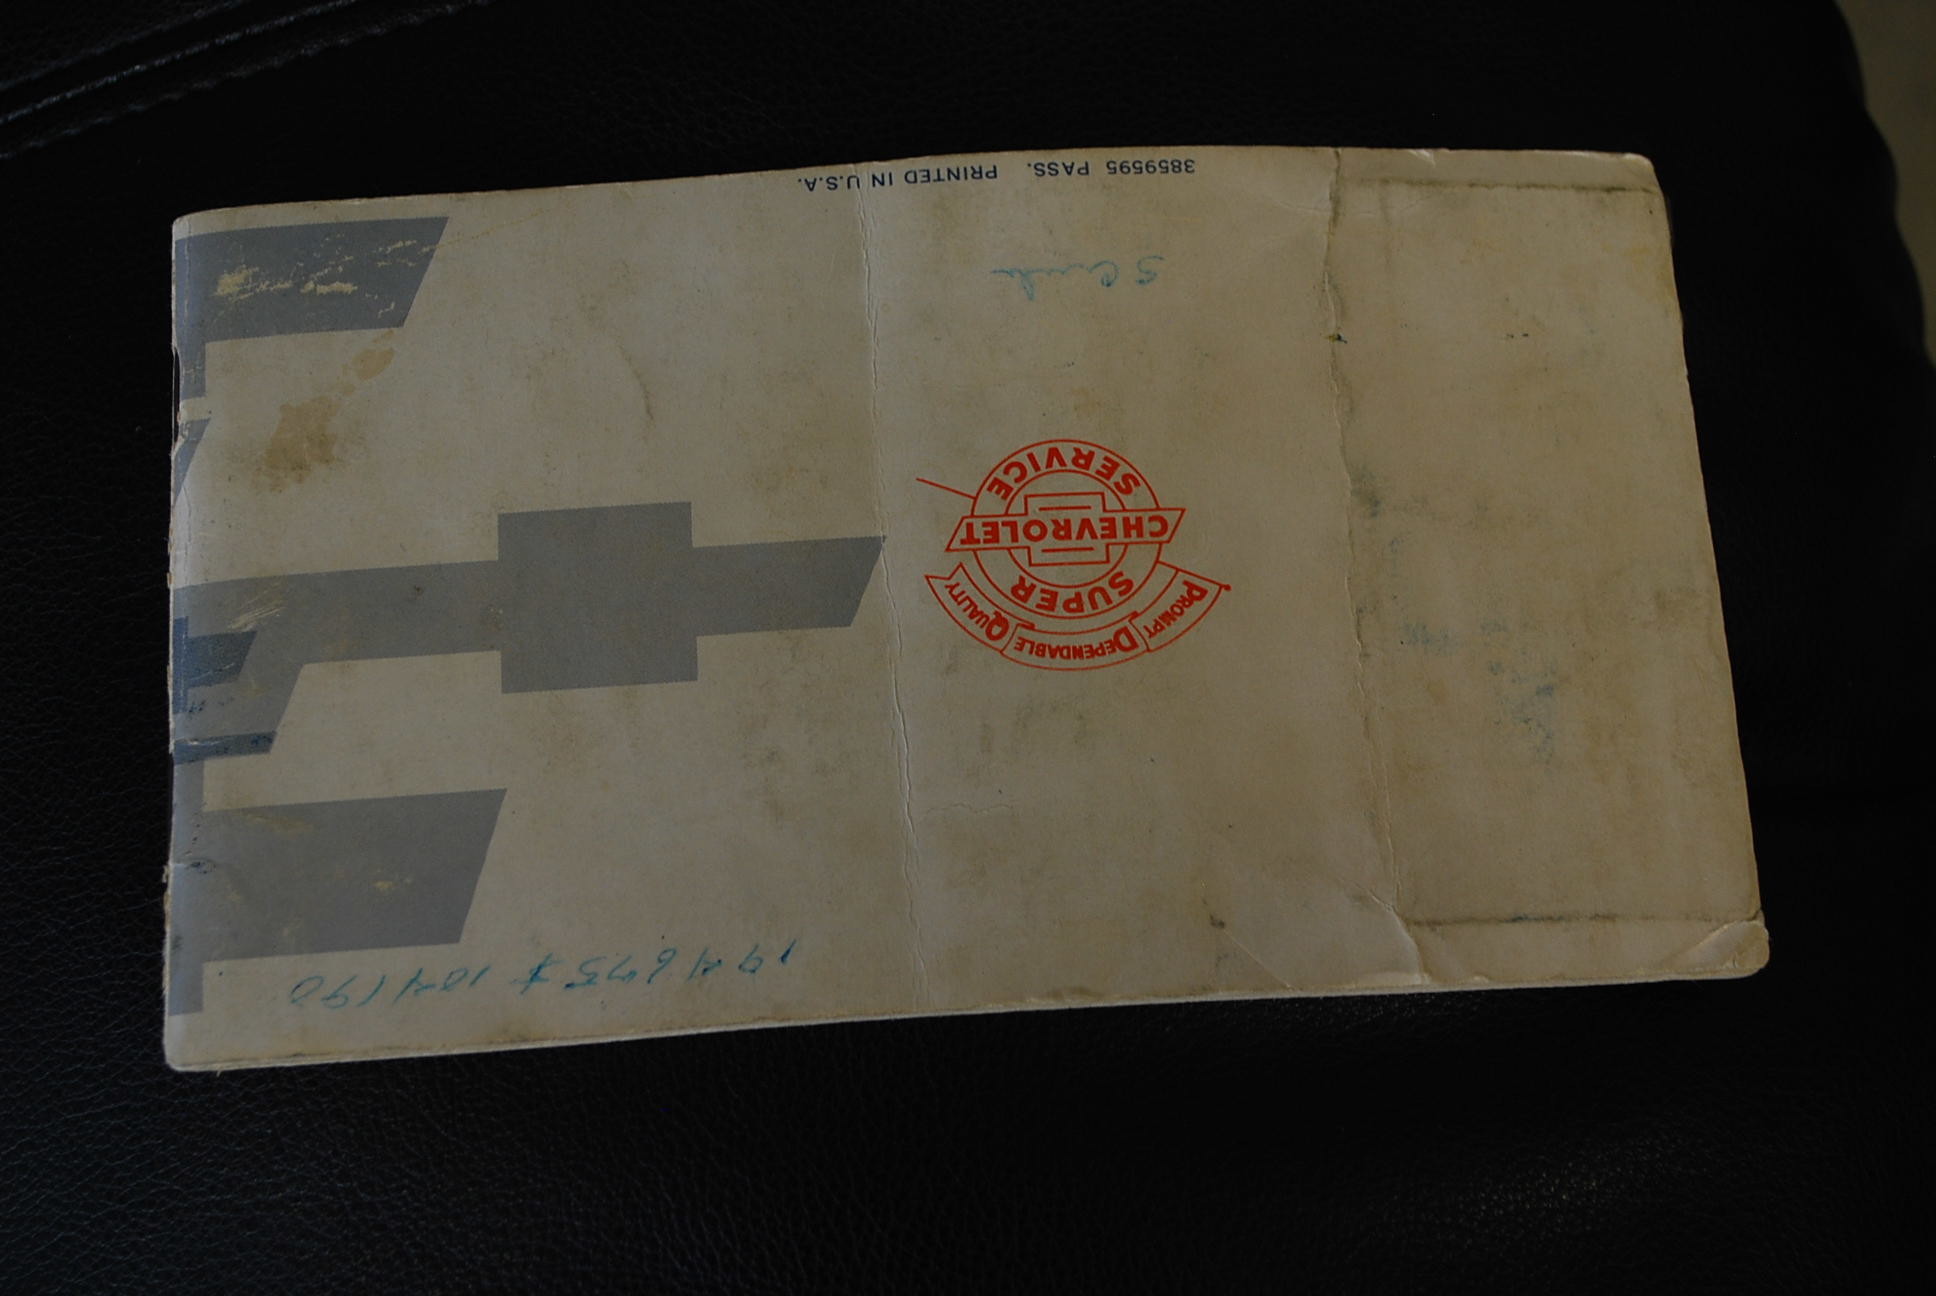 PROMPT DEPENDABLE QUALITY
SUPER
CHEVROLET
SERVICE
3859595 PASS. PRINTED IN U.S.A.